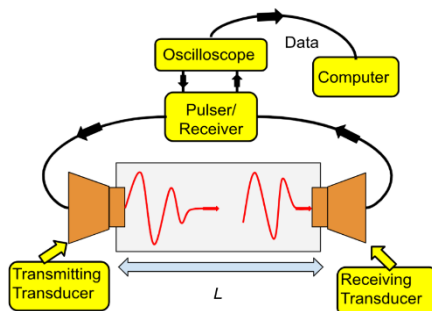 Oscilloscope
Data
Computer
Pulser/
Receiver
Transmitting
Transducer
L
Receiving
Transducer